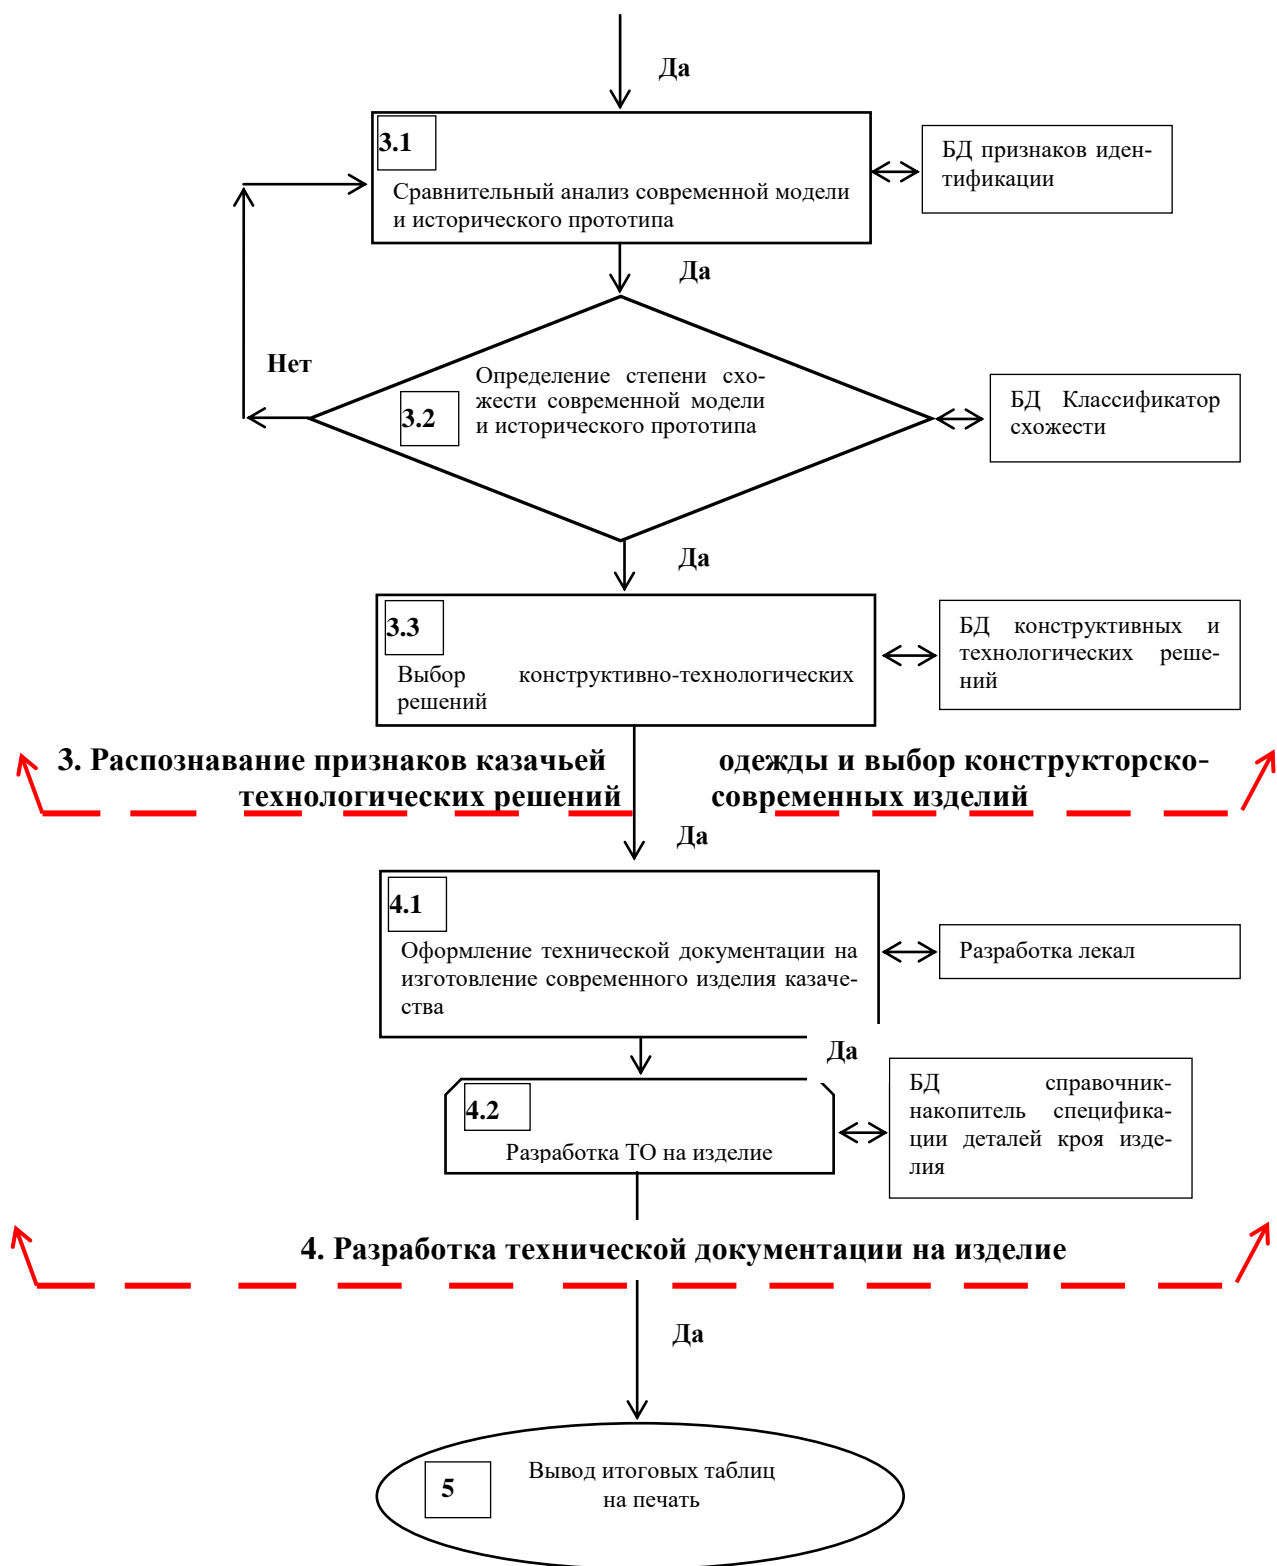 Да
3.1
Сравнительный анализ современной модели
и исторического прототипа
БД признаков иден-
тификации
Да
Нет
3.2
Определение степени схо-
жести современной модели
и исторического прототипа
БД Классификатор
схожести
Да
3.3
Выбор конструктивно-технологических
решений
БД конструктивных и
технологических реше-
ний
3. Распознавание признаков казачьей одежды и выбор конструкторско-
технологических решений современных изделий
Да
4.1
Оформление технической документации на
изготовление современного изделия казаче-
ства
Разработка лекал
Да
4.2
Разработка ТО на изделие
БД справочник-
накопитель специфика-
ции деталей кроя изде-
лия
4. Разработка технической документации на изделие
Да
5
Вывод итоговых таблиц
на печать